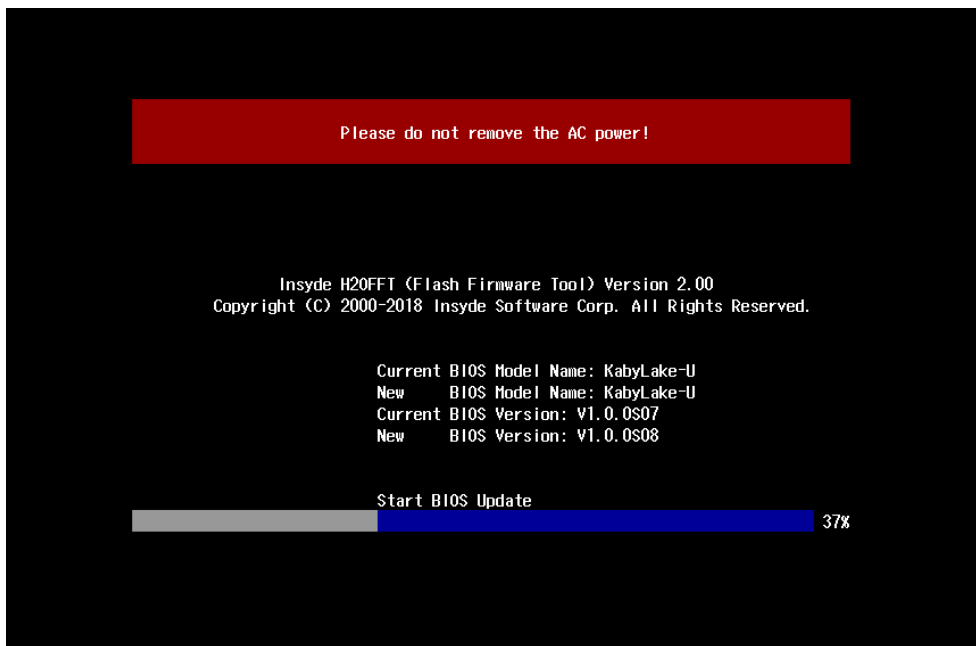 Please do not remove the AC power!
Insyde H2OFFT (Flash Firmware Tool) Version 2.00
Copyright (C) 2000-2018 Insyde Software Corp. All Rights Reserved.
Current BIOS Model Name: KabyLake-U
New BIOS Model Name: KabyLake-U
Current BIOS Version: V1.0.0S07
New BIOS Version: V1.0.0S08
Start BIOS Update
37%